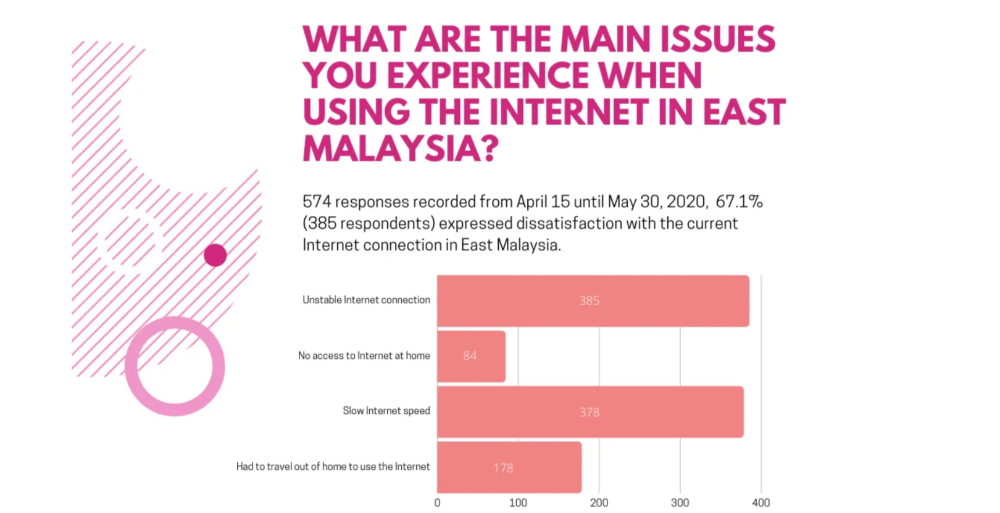 WHAT ARE THE MAIN ISSUES
YOU EXPERIENCE WHEN
USING THE INTERNET IN EAST
MALAYSIA?
574 responses recorded from April 15 until May 30, 2020, 67.1%
(385 respondents) expressed dissatisfaction with the current
Internet connection in East Malaysia.
Unstable Internet connection
385
No access to Internet at home
84
Slow Internet speed
378
Had to travel out of home to use the Internet
178
0 100 200 300 400